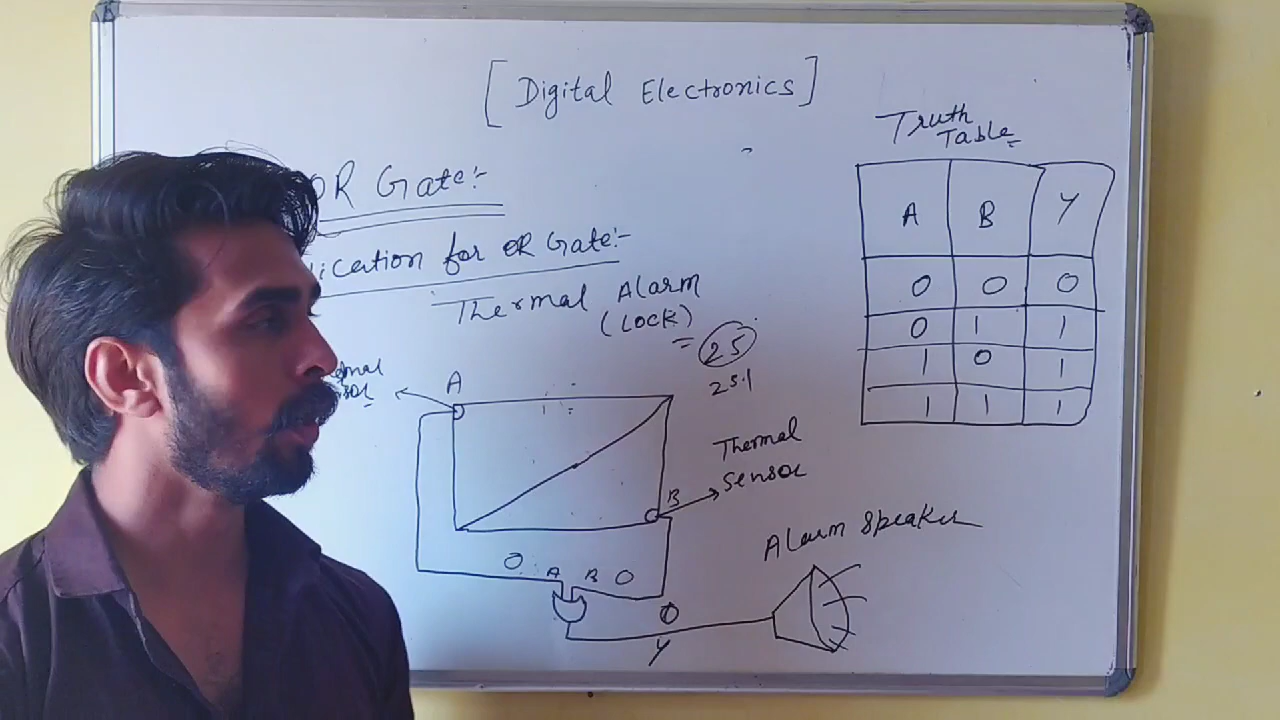 [Digital Electronics]
OR Gate:-
ication for OR Gate:-
Thermal Alarm
(LOCK)
= 25
25.1
Truth
Table
A B Y
0 0 0
0 1 1
1 0 1
1 1 1
A
Thermal
Sensor
B
0 A B 0
0
Y
Alarm Speaker